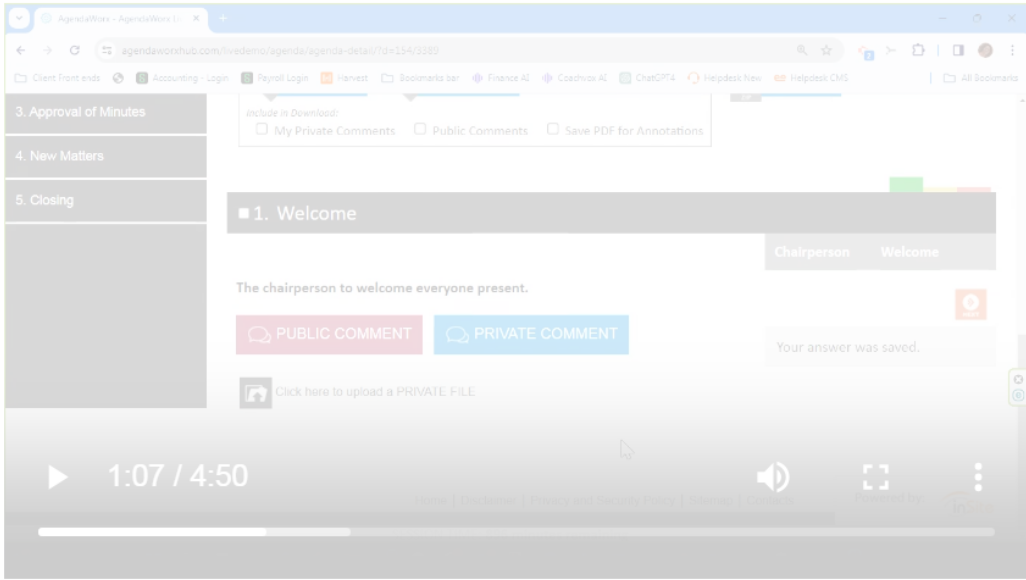 AgendaWorx - AgendaWorx Li
agendaworxhub.com/livedemo/agenda/agenda-detail/?d=154/3380
Client Front ends Accounting - Login Payroll Login Harvest Bookmarks bar Finance AI Coachvox AI ChatGPT4 Helpdesk New Helpdesk CMS All Bookmarks
3. Approval of Minutes
Include in Download:
My Private Comments Public Comments Save PDF for Annotations
4. New Matters
5. Closing
1. Welcome
Chairperson Welcome
The chairperson to welcome everyone present.
PUBLIC COMMENT PRIVATE COMMENT
Your answer was saved.
Click here to upload a PRIVATE FILE
1:07 / 4:50
Home | Disclaimer | Privacy and Security Policy | Sitemap | Contacts
Powered by: